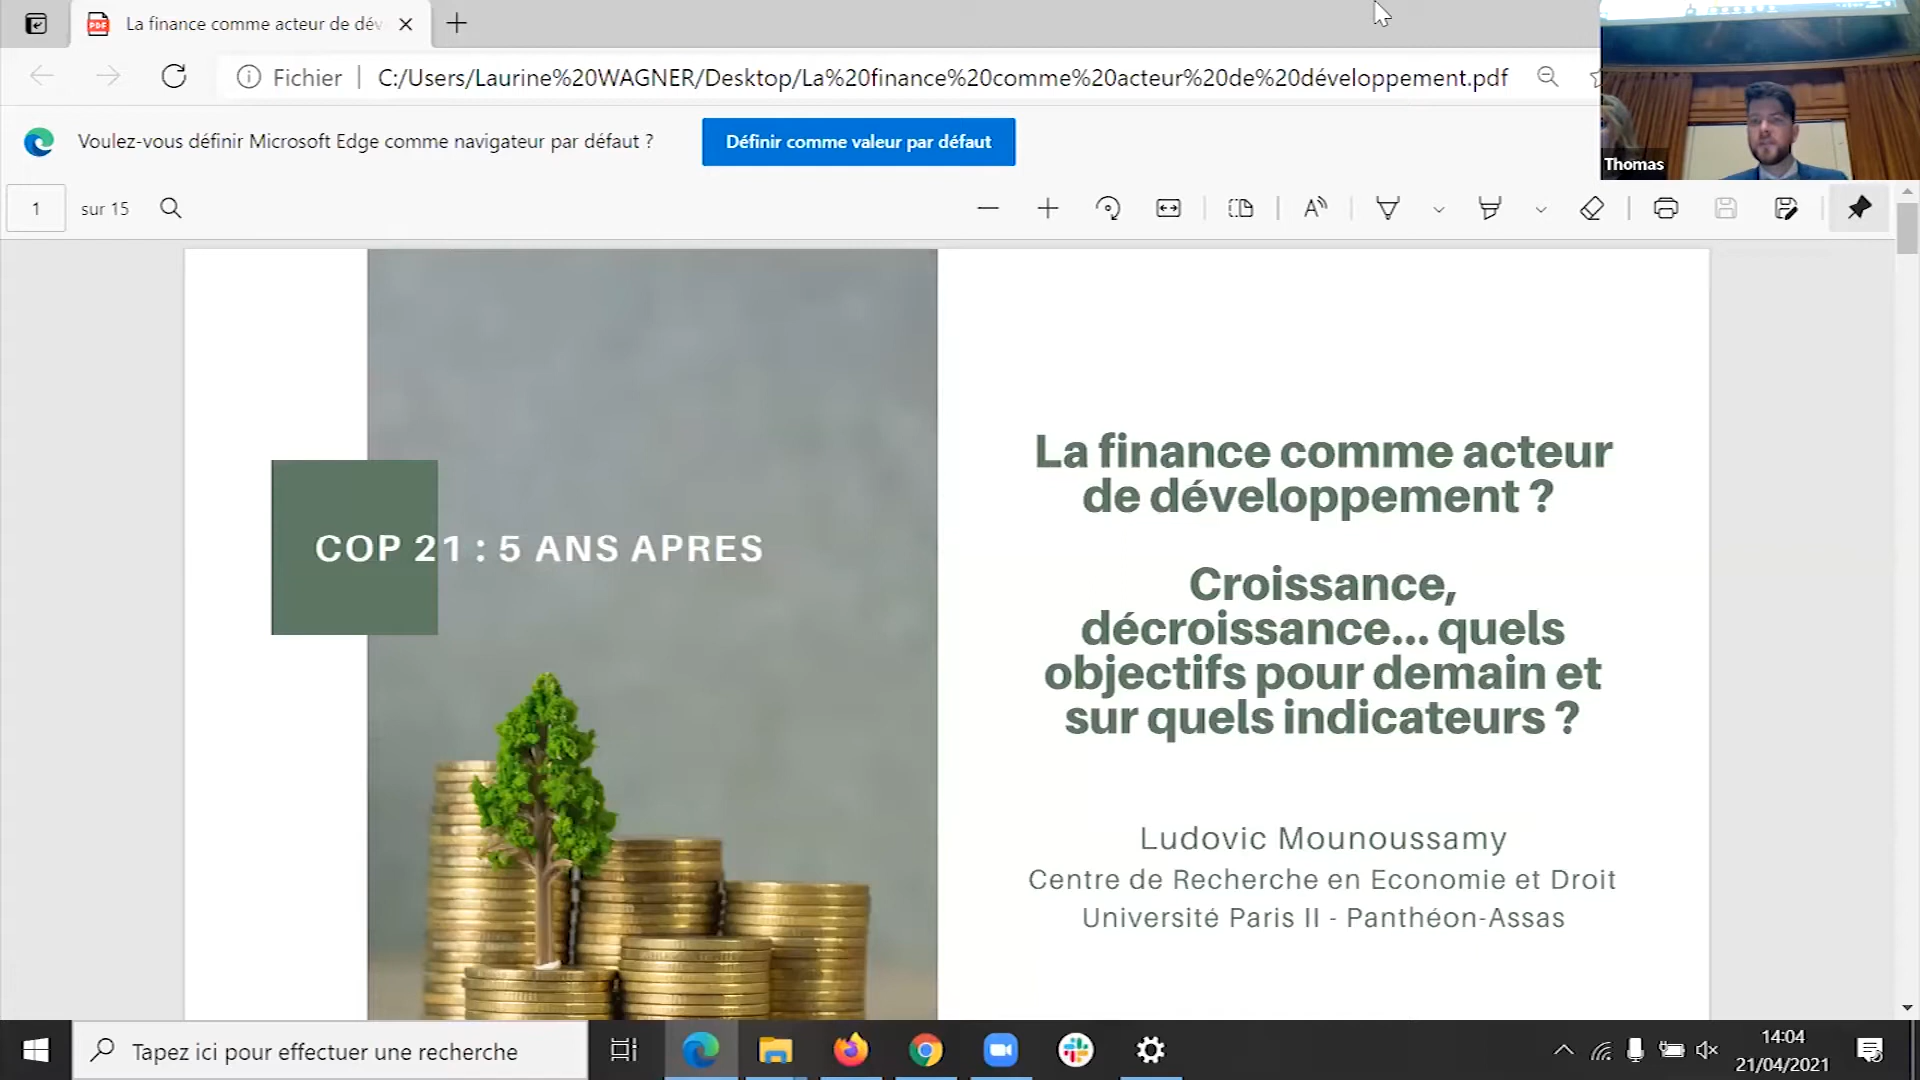 La finance comme acteur de dév
Fichier
C:/Users/Laurine%20WAGNER/Desktop/La%20finance%20comme%20acteur%20de%20développement.pdf
Voulez-vous définir Microsoft Edge comme navigateur par défaut ?
Définir comme valeur par défaut
Thomas
1 sur 15
COP 21 : 5 ANS APRES
La finance comme acteur
de développement ?
Croissance,
décroissance... quels
objectifs pour demain et
sur quels indicateurs ?
Ludovic Mounoussamy
Centre de Recherche en Economie et Droit
Université Paris II - Panthéon-Assas
Tapez ici pour effectuer une recherche
14:04
21/04/2021